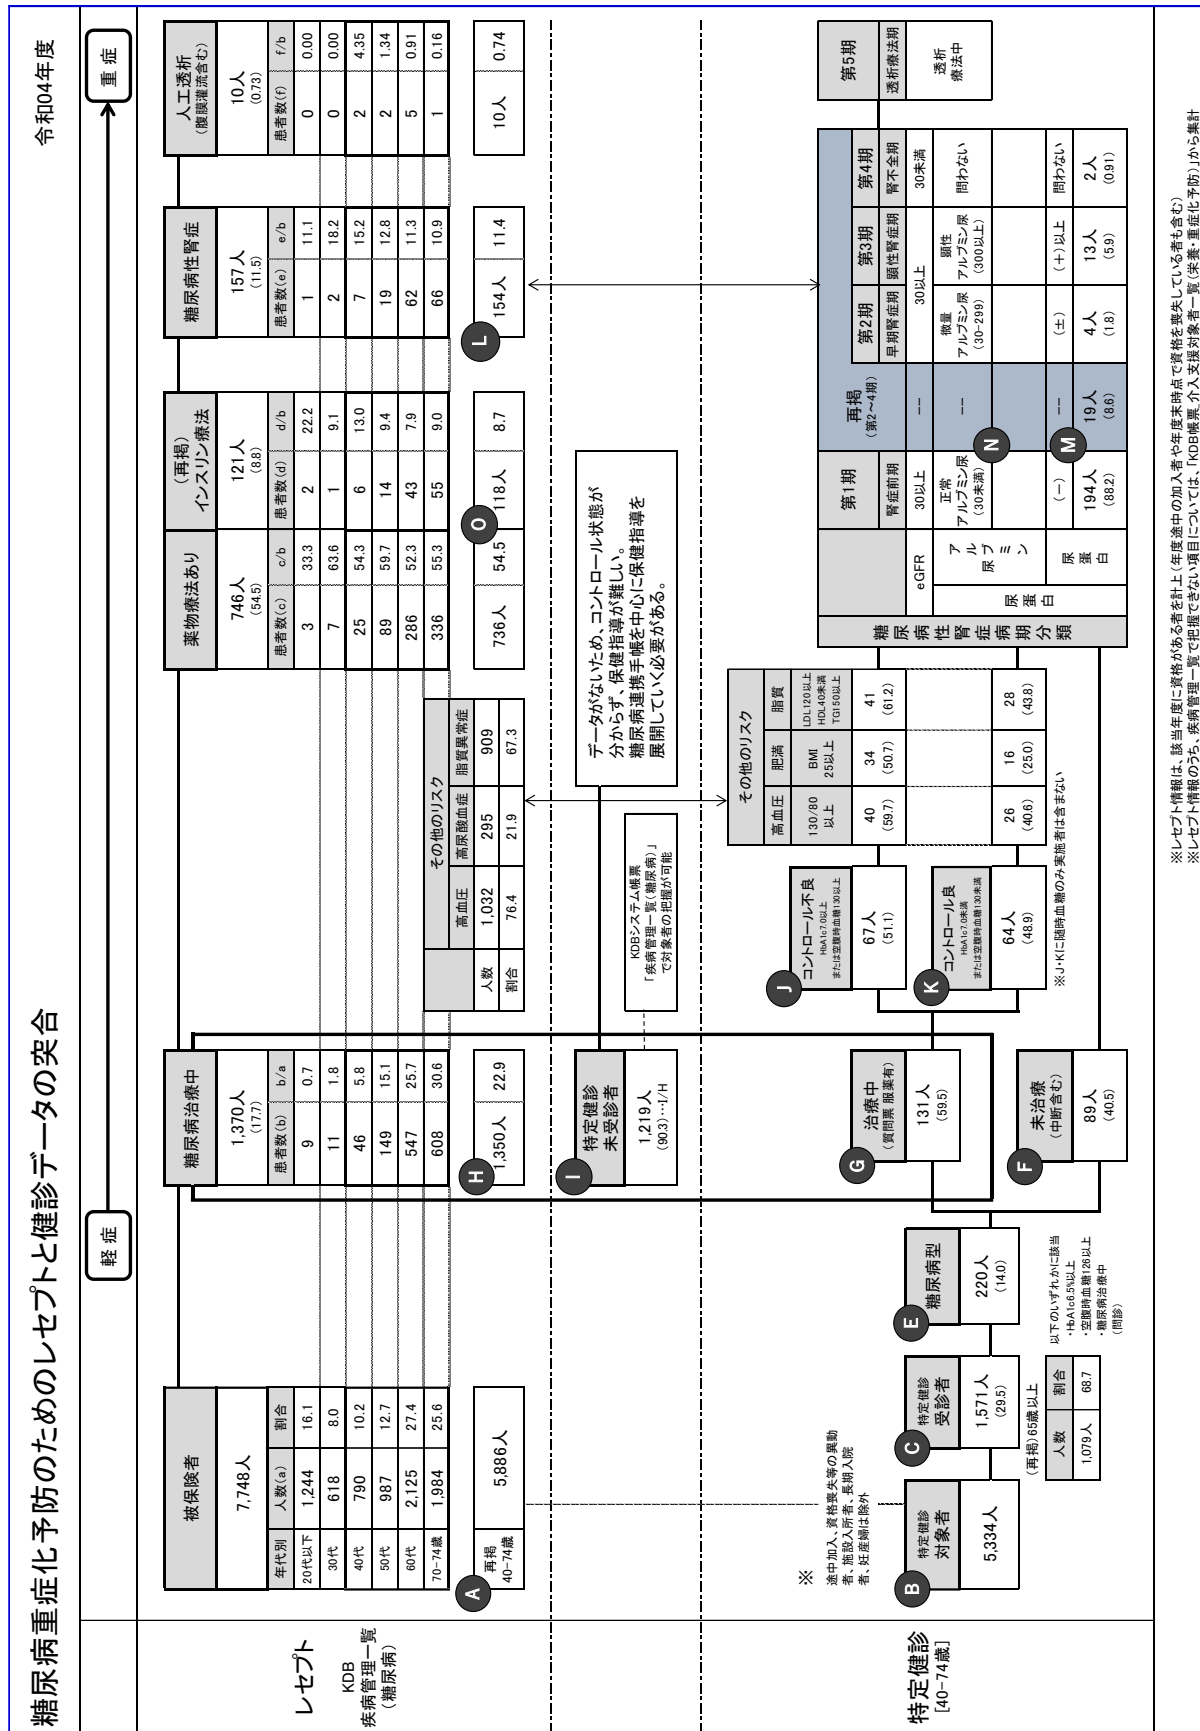 糖尿病重症化予防のためのレセプトと健診データの突合
令和04年度
軽症
重症
レセプト
KDB
疾病管理一覧
(糖尿病)
被保険者
7,748人
年代別 人数(a) 割合
20代以下 1,244 16.1
30代 618 8.0
40代 790 10.2
50代 987 12.7
60代 2,125 27.4
70-74歳 1,984 25.6
A
再掲
40-74歳
5,886人
糖尿病治療中
1,370人
(17.7)
患者数(b) b/a
9 0.7
11 1.8
46 5.8
149 15.1
547 25.7
608 30.6
H
1,350人 22.9
その他のリスク
高血圧 高尿酸血症 脂質異常症
人数 1,032 295 909
割合 76.4 21.9 67.3
薬物療法あり
746人
(54.5)
患者数(c) c/b
3 33.3
7 63.6
25 54.3
89 59.7
286 52.3
336 55.3
736人 54.5
(再掲)
インスリン療法
121人
(8.8)
患者数(d) d/b
2 22.2
1 9.1
6 13.0
14 9.4
43 7.9
55 9.0
O
118人 8.7
糖尿病性腎症
157人
(11.5)
患者数(e) e/b
1 11.1
2 18.2
7 15.2
19 12.8
62 11.3
66 10.9
L
154人 11.4
人工透析
(腹膜灌流含む)
10人
(0.73)
患者数(f) f/b
0 0.00
0 0.00
2 4.35
2 1.34
5 0.91
1 0.16
10人 0.74
I
特定健診
未受診者
1,219人
(90.3)…I/H
KDBシステム帳票
「疾病管理一覧(糖尿病)」
で対象者の把握が可能
データがないため、コントロール状態が
分からず、保健指導が難しい。
糖尿病連携手帳を中心に保健指導を
展開していく必要がある。
特定健診
[40-74歳]
※
途中加入、資格喪失等の異動
者、施設入所者、長期入院
者、妊産婦は除外
B
特定健診
対象者
5,334人
C
特定健診
受診者
1,571人
(29.5)
(再掲)65歳以上
人数 割合
1,079人 68.7
E
糖尿病型
220人
(14.0)
以下のいずれかに該当
・HbA1c6.5%以上
・空腹時血糖126以上
・糖尿病治療中
(問診)
G
治療中
(質問票 服薬有)
131人
(59.5)
F
未治療
(中断含む)
89人
(40.5)
J
コントロール不良
HbA1c7.0以上
または空腹時血糖130以上
67人
(51.1)
K
コントロール良
HbA1c7.0未満
または空腹時血糖130未満
64人
(48.9)
※J・Kに随時血糖のみ実施者は含まない
その他のリスク
高血圧 肥満 脂質
130/80
以上
BMI
25以上
LDL120以上
HDL40未満
TG150以上
40
(59.7)
34
(50.7)
41
(61.2)
26
(40.6)
16
(25.0)
28
(43.8)
糖尿病性腎症病期分類
第1期
再掲
(第2~4期)
第2期 第3期 第4期
腎症前期 早期腎症期 顕性腎症期 腎不全期
eGFR 30以上 -- 30以上 30未満
尿蛋白
尿アルブミン
正常
アルブミン尿
(30未満)
--
微量
アルブミン尿
(30-299)
顕性
アルブミン尿
(300以上)
問わない
N
尿蛋白
(-) -- (±) (+)以上 問わない
M
194人
(88.2)
19人
(8.6)
4人
(1.8)
13人
(5.9)
2人
(0.91)
第5期
透析療法期
透析
療法中
※レセプト情報は、該当年度に資格がある者を計上(年度途中の加入者や年度末時点で資格を喪失している者も含む)
※レセプト情報のうち、疾病管理一覧で把握できない項目については、「KDB帳票_介入支援対象者一覧(栄養・重症化予防)」から集計